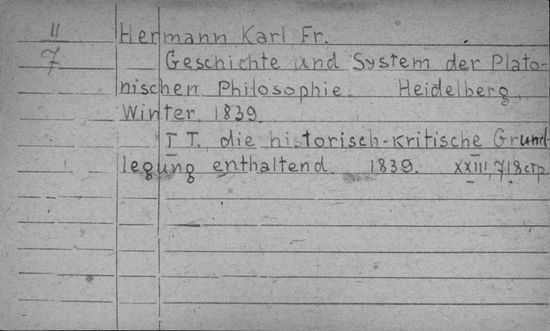 II Hermann Karl Fr.
7 Geschichte und System der Plato-
nischen Philosophie. Heidelberg,
Winter 1839.
I T. die historisch-kritische Grund
legung enthaltend. 1839. XXIII, 718 стр.